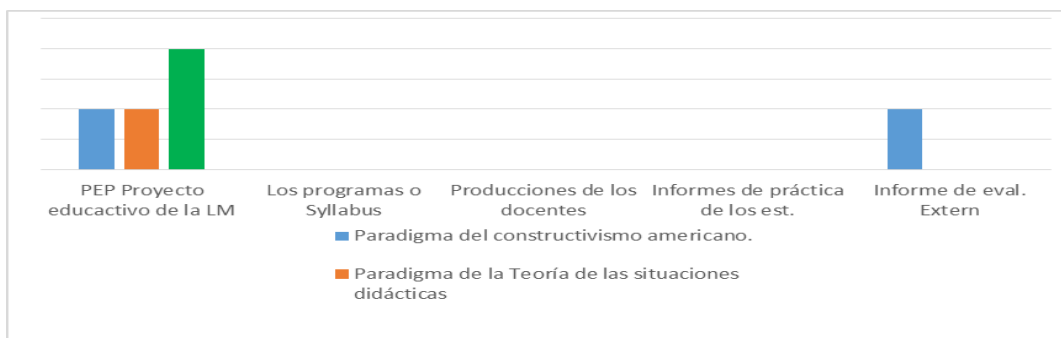 PEP Proyecto
educactivo de la LM
Los programas o
Syllabus
Producciones de los
docentes
Informes de práctica
de los est.
Informe de eval.
Extern
Paradigma del constructivismo americano.
Paradigma de la Teoría de las situaciones
didácticas